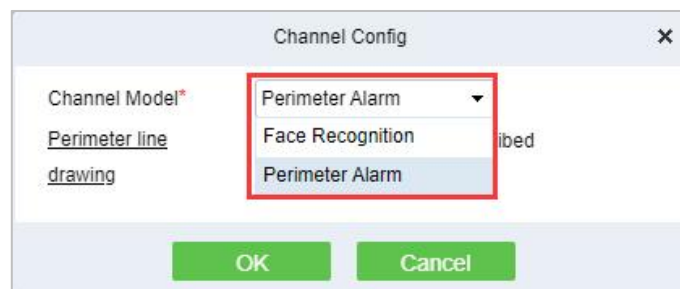 Channel Config
Channel Model* Perimeter Alarm
Perimeter line Face Recognition
drawing Perimeter Alarm
OK Cancel